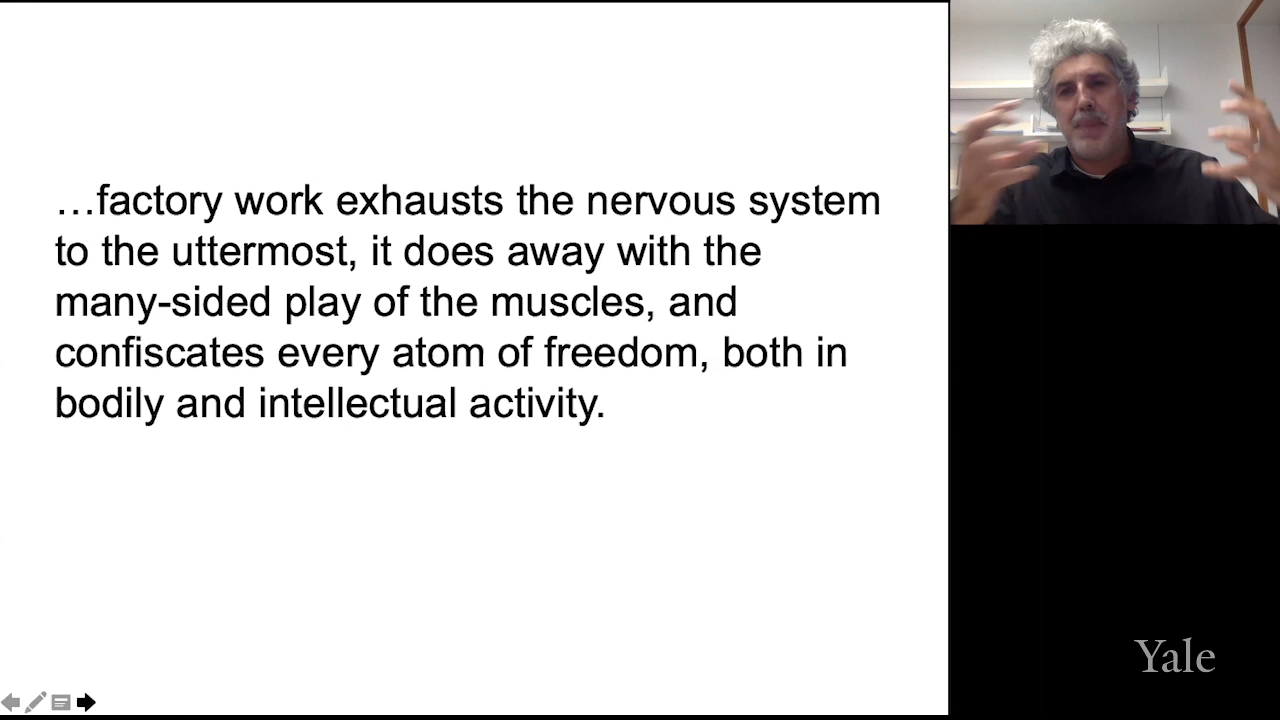 …factory work exhausts the nervous system
to the uttermost, it does away with the
many-sided play of the muscles, and
confiscates every atom of freedom, both in
bodily and intellectual activity.
Yale